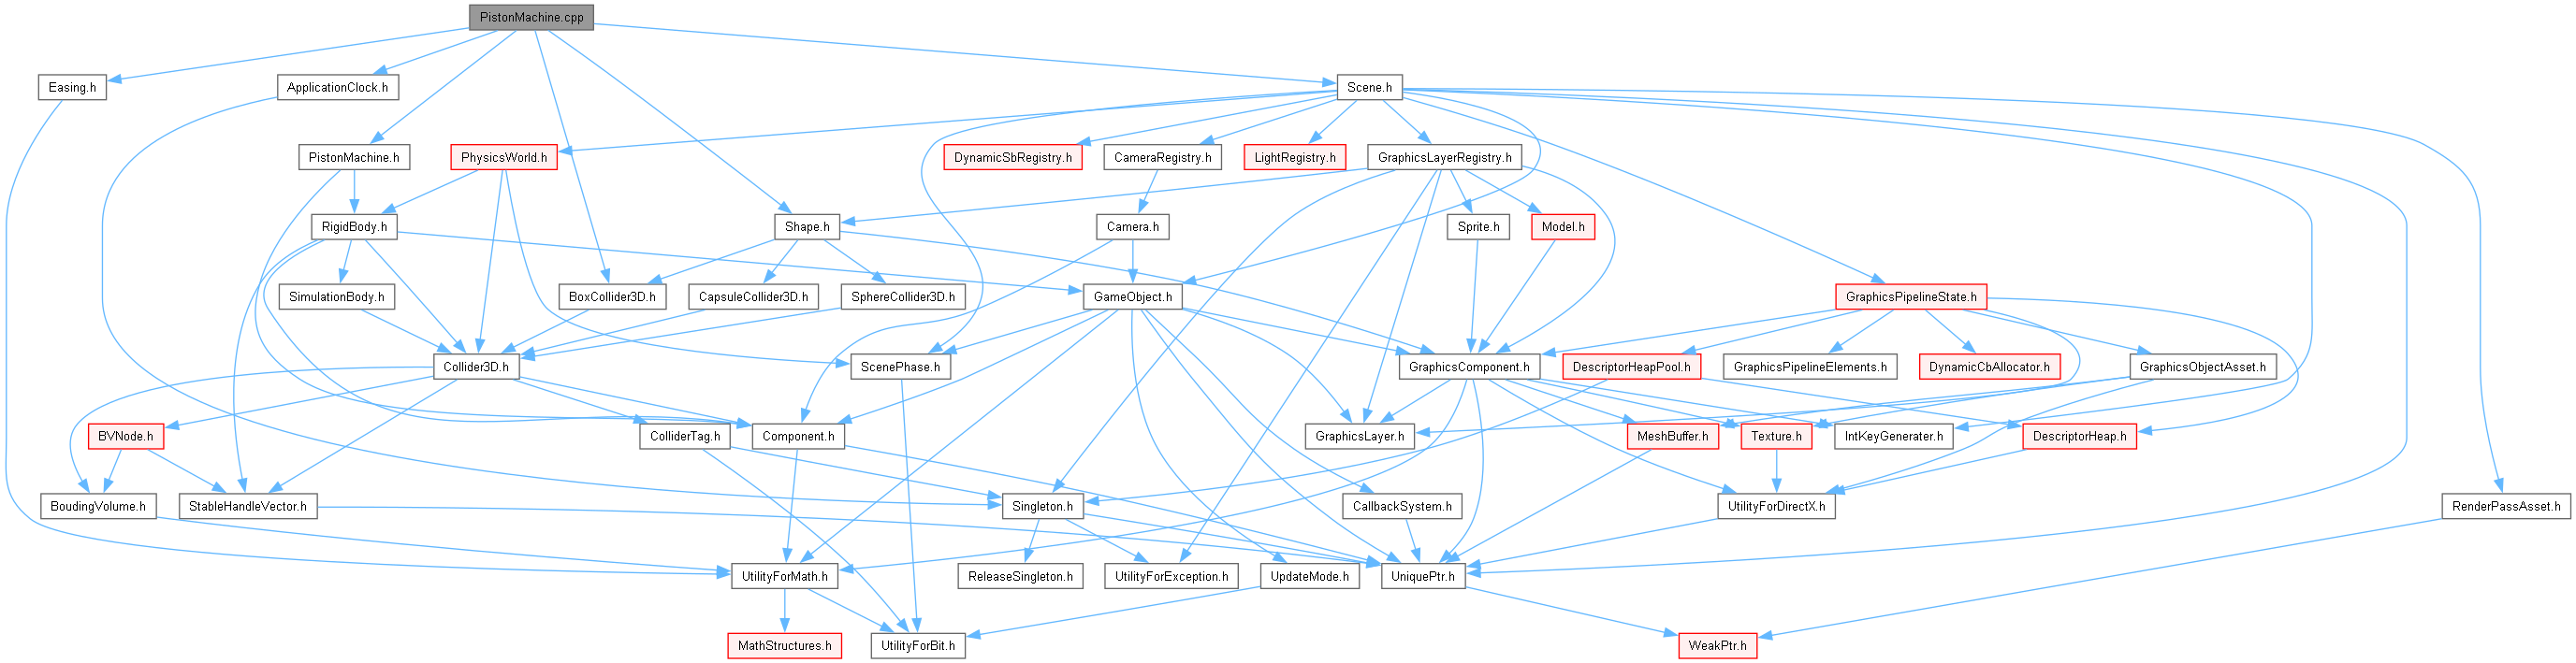 PistonMachine.cpp
Easing.h
ApplicationClock.h
Scene.h
PistonMachine.h
PhysicsWorld.h
DynamicSbRegistry.h
CameraRegistry.h
LightRegistry.h
GraphicsLayerRegistry.h
RigidBody.h
Shape.h
Camera.h
Sprite.h
Model.h
SimulationBody.h
BoxCollider3D.h
CapsuleCollider3D.h
SphereCollider3D.h
GameObject.h
GraphicsPipelineState.h
Collider3D.h
ScenePhase.h
GraphicsComponent.h
DescriptorHeapPool.h
GraphicsPipelineElements.h
DynamicCbAllocator.h
GraphicsObjectAsset.h
BVNode.h
ColliderTag.h
Component.h
GraphicsLayer.h
MeshBuffer.h
Texture.h
IntKeyGenerater.h
DescriptorHeap.h
BoudingVolume.h
StableHandleVector.h
Singleton.h
CallbackSystem.h
UtilityForDirectX.h
RenderPassAsset.h
UtilityForMath.h
ReleaseSingleton.h
UtilityForException.h
UpdateMode.h
UniquePtr.h
MathStructures.h
UtilityForBit.h
WeakPtr.h